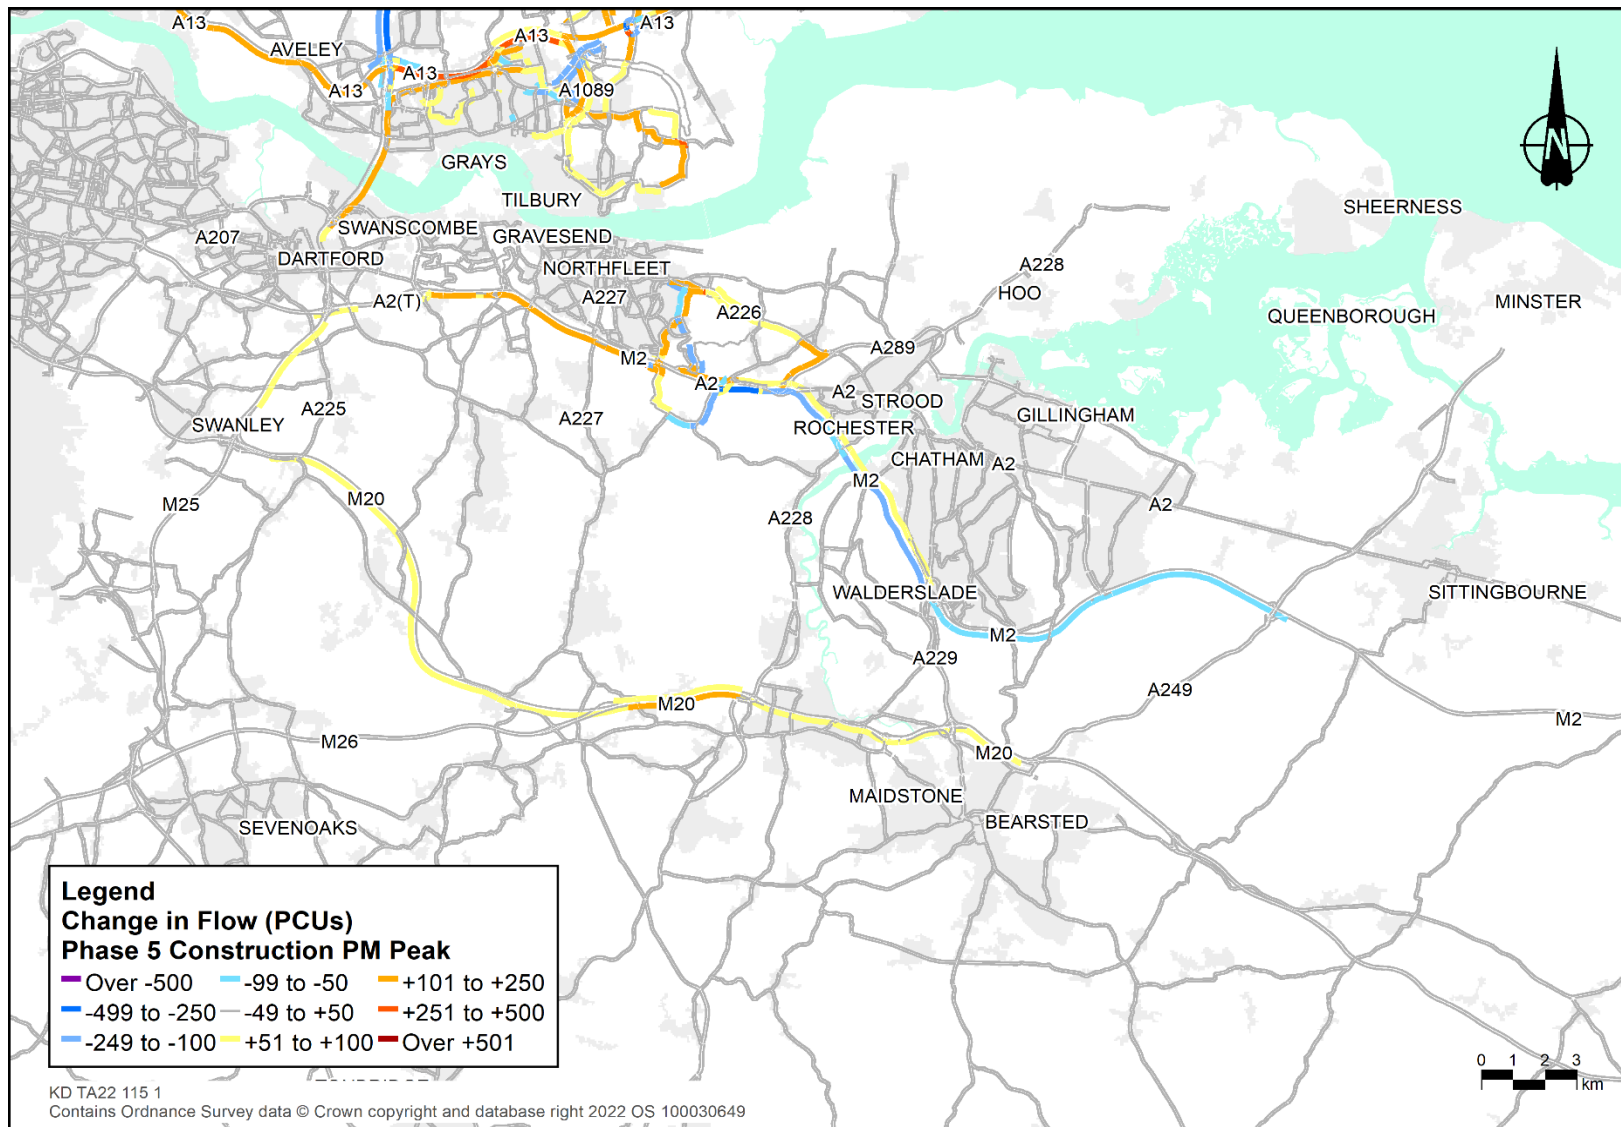 A13
A13
AVELEY
A13
A13
A13
A1089
GRAYS
TILBURY
SHEERNESS
SWANSCOMBE
A207
GRAVESEND
DARTFORD
NORTHFLEET
A228
HOO
A2(T)
A227
A226
MINSTER
QUEENBOROUGH
M2
A289
A2
A2
STROOD
A225
A227
GILLINGHAM
SWANLEY
ROCHESTER
CHATHAM
A2
M20
M2
M25
A2
A228
WALDERSLADE
SITTINGBOURNE
M2
A229
A249
M20
M2
M26
M20
MAIDSTONE
BEARSTED
SEVENOAKS
N
Legend
Change in Flow (PCUs)
Phase 5 Construction PM Peak
Over -500 -99 to -50 +101 to +250
-499 to -250 -49 to +50 +251 to +500
-249 to -100 +51 to +100 Over +501
0 1 2 3
km
KD TA22 115 1
Contains Ordnance Survey data © Crown copyright and database right 2022 OS 100030649